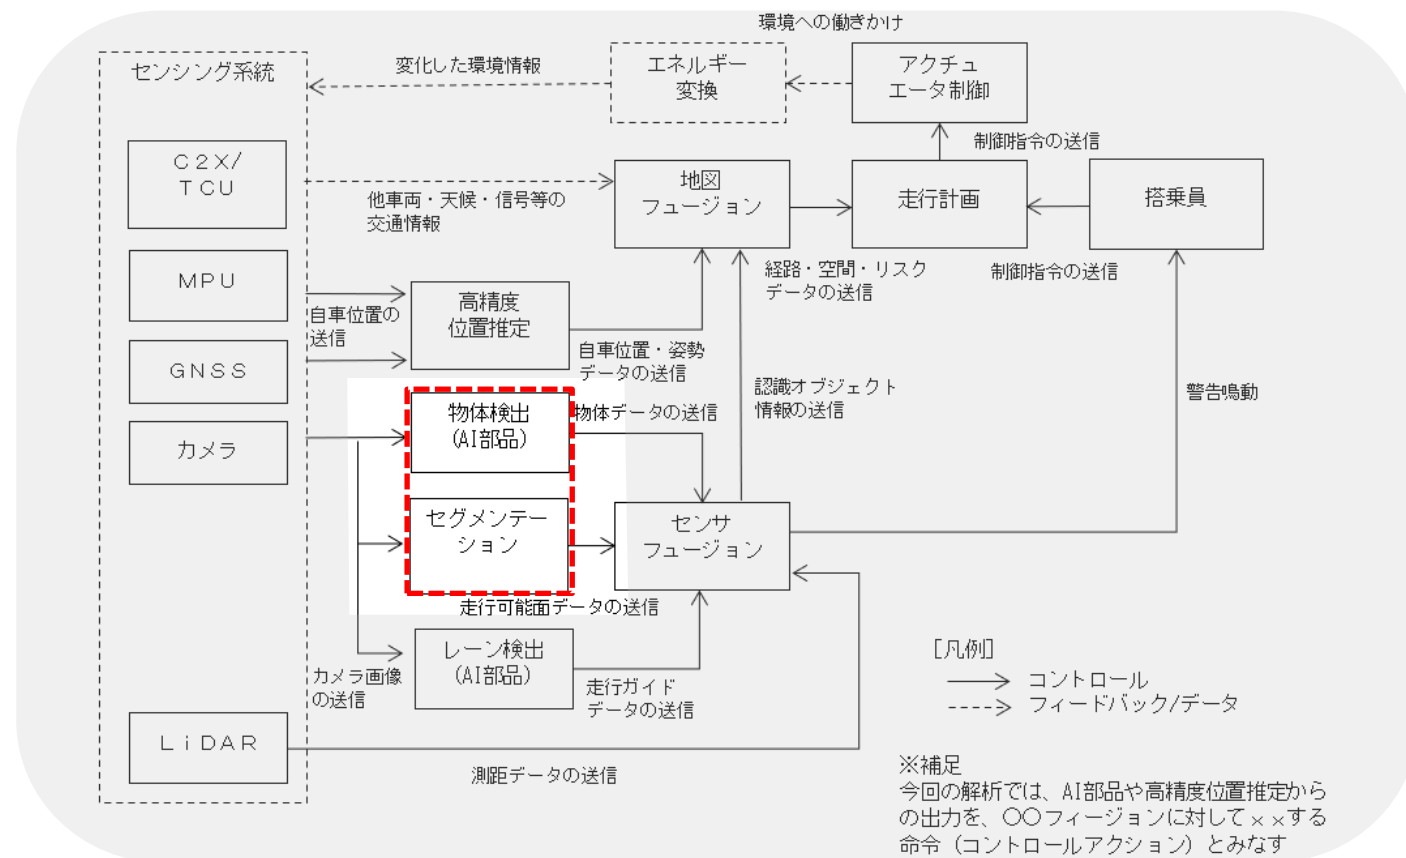 環境への働きかけ
センシング系統
変化した環境情報
エネルギー
変換
アクチュ
エータ制御
制御指令の送信
Ｃ２Ｘ/
ＴＣＵ
他車両・天候・信号等の
交通情報
地図
フュージョン
走行計画
搭乗員
経路・空間・リスク
データの送信
制御指令の送信
ＭＰＵ
自車位置の
送信
高精度
位置推定
自車位置・姿勢
データの送信
ＧＮＳＳ
認識オブジェクト
情報の送信
警告鳴動
カメラ
物体検出
(AI部品)
物体データの送信
セグメンテー
ション
センサ
フュージョン
走行可能面データの送信
レーン検出
(AI部品)
カメラ画像
の送信
走行ガイド
データの送信
ＬｉＤＡＲ
測距データの送信
［凡例］
コントロール
フィードバック/データ
※補足
今回の解析では、AI部品や高精度位置推定から
の出力を、〇〇フィージョンに対して××する
命令（コントロールアクション）とみなす